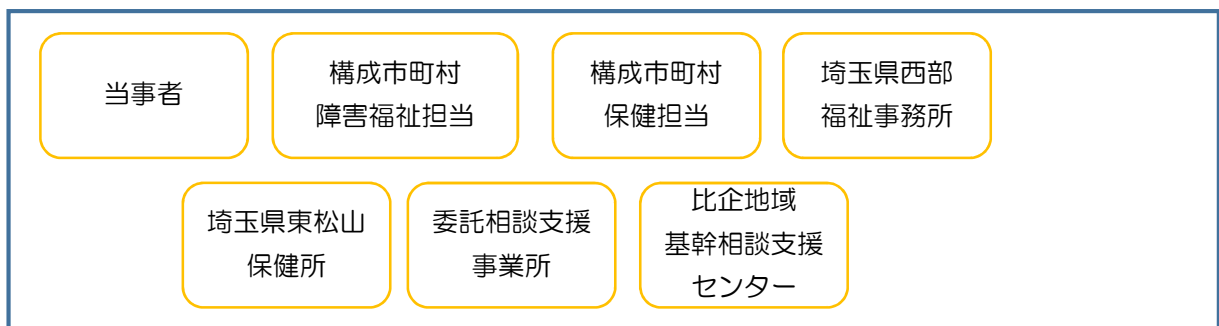 当事者
構成市町村
障害福祉担当
構成市町村
保健担当
埼玉県西部
福祉事務所
埼玉県東松山
保健所
委託相談支援
事業所
比企地域
基幹相談支援
センター